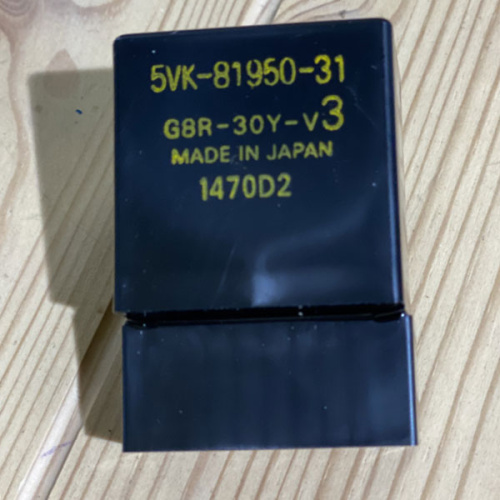 5VK-81950-31
G8R-30Y-V3
MADE IN JAPAN
1470D2